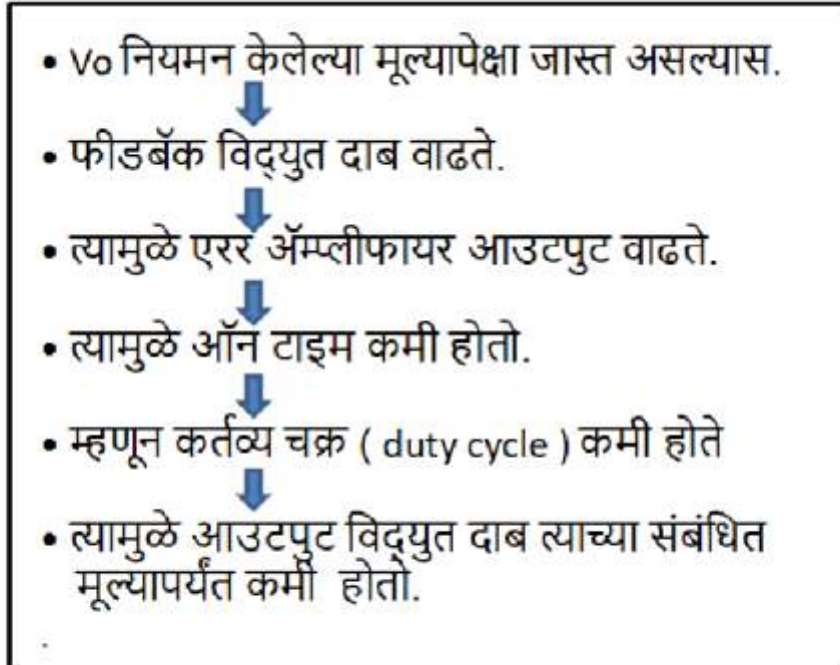 • Vo नियमन केलेल्या मूल्यापेक्षा जास्त असल्यास.
• फीडबॅक विद्‌युत दाब वाढते.
• त्यामुळे एरर ॲम्प्लीफायर आउटपुट वाढते.
• त्यामुळे ऑन टाइम कमी होतो.
• म्हणून कर्तव्य चक्र ( duty cycle ) कमी होते
• त्यामुळे आउटपुट विद्‌युत दाब त्याच्या संबंधित
मूल्यापर्यंत कमी होतो.
.